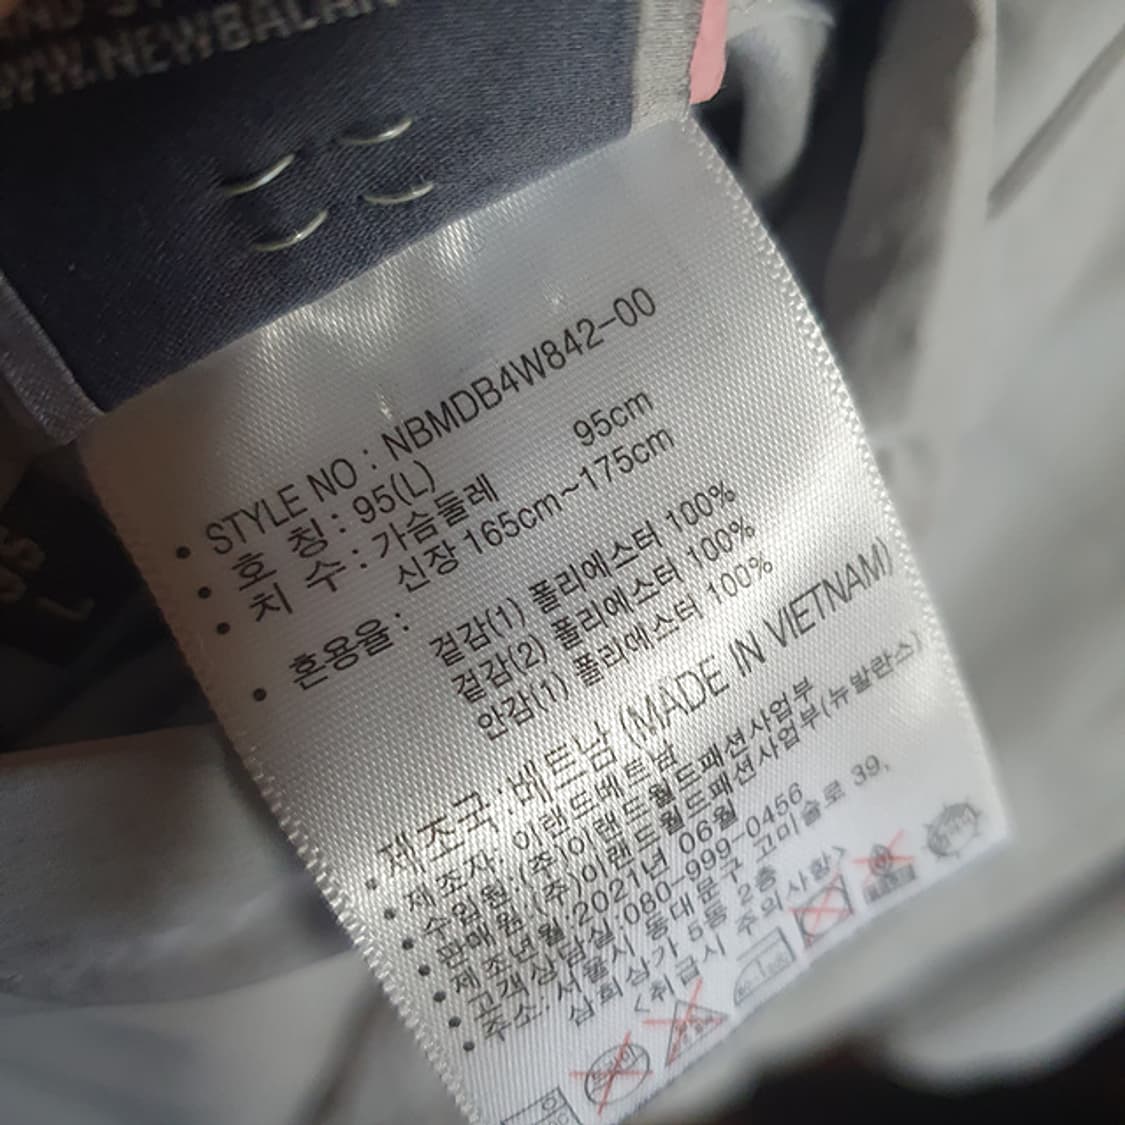 WWW.NEWBALAN
• STYLE NO : NBMDB4W842-00
• 호 칭 : 95(L)
• 치 수 : 가슴둘레 95cm
신장 165cm~175cm
• 혼용율 : 겉감(1) 폴리에스터 100%
겉감(2) 폴리에스터 100%
안감(1) 폴리에스터 100%
• 제조국 : 베트남 (MADE IN VIETNAM)
• 제조자: 이랜드베트남
• 수입원:(주)이랜드월드패션사업부
• 판매원:(주)이랜드월드패션사업부(뉴발란스)
• 제조년월:2021년 06월
• 고객상담실:080-999-0456
• 주소: 서울시 동대문구 고미술로 39,
삼희상가 5동 2층
<취급시 주의 사항>